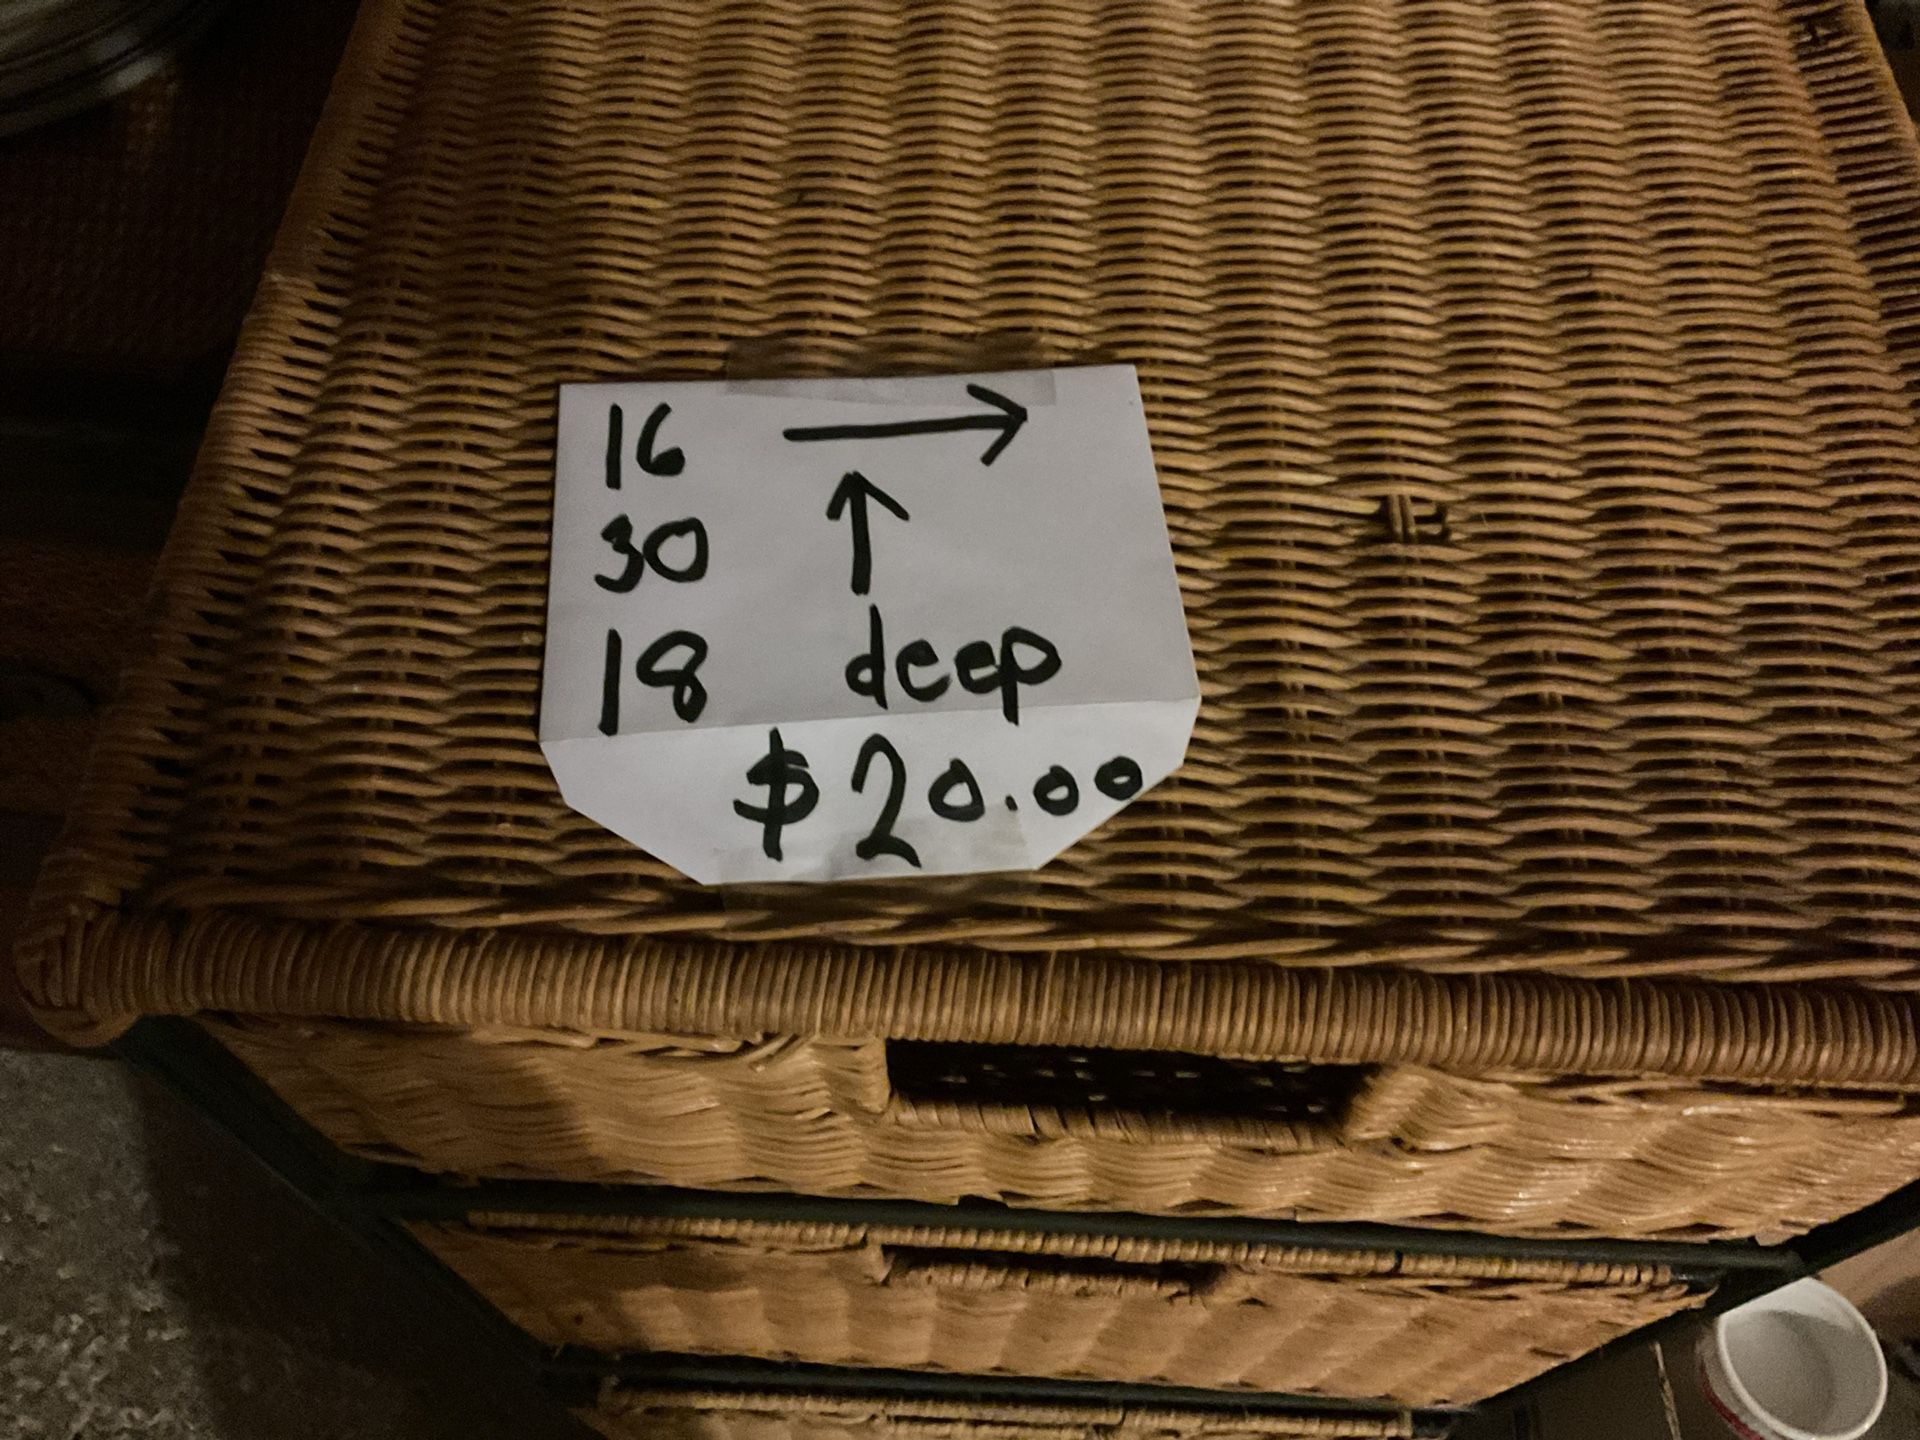 16 →
30 ↑
18 deep
$20.00